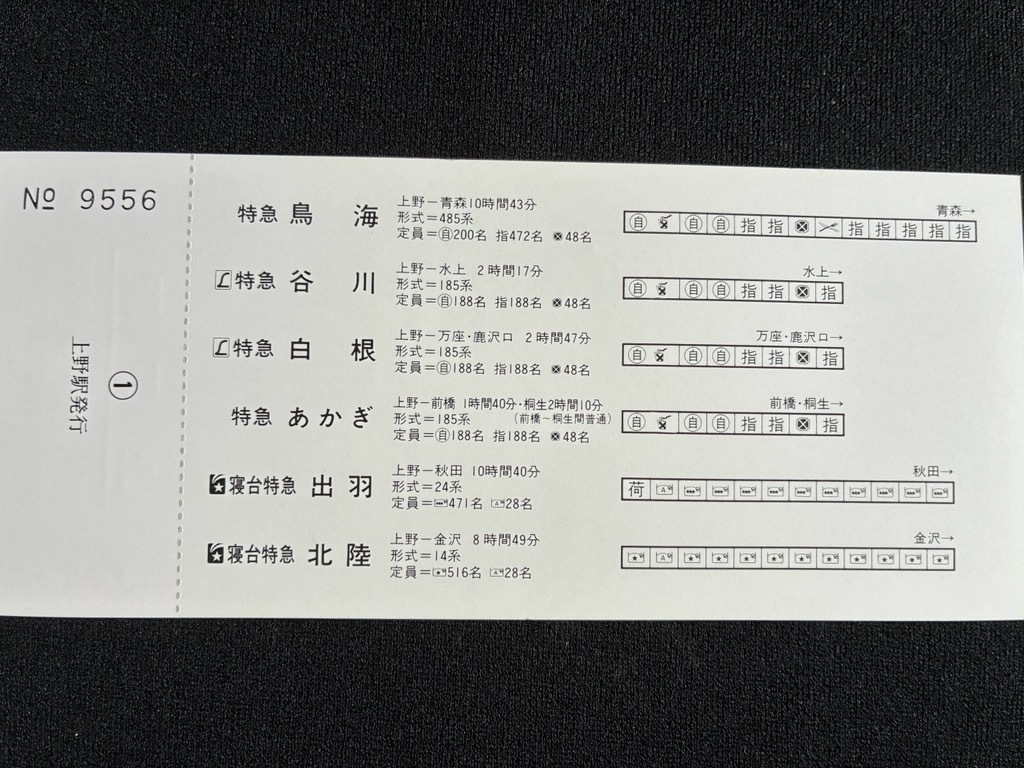 № 9556
上野駅発行
①
特急 鳥海
上野ー青森10時間43分
形式=485系
定員=㊀200名 指472名 ⊠48名
青森→
自 自 自 指 指 指 指 指 指 指
L特急 谷川
上野ー水上 2時間17分
形式=185系
定員=自188名 指188名 48名
水上→
自 自 自 指 指 指
L特急 白根
上野ー万座・鹿沢口 2時間47分
形式=185系
定員=自188名 指188名 48名
万座・鹿沢口→
自 自 自 指 指 指
特急 あかぎ
上野ー前橋 1時間40分・桐生2時間10分
形式=185系 (前橋〜桐生間普通)
定員=自188名 指188名 48名
前橋・桐生→
自 自 自 指 指 指
寝台特急 出羽
上野ー秋田 10時間40分
形式=24系
定員=471名 A28名
秋田→
荷 A
寝台特急 北陸
上野ー金沢 8時間49分
形式=14系
定員=★516名 A28名
金沢→
★ A ★ ★ ★ ★ ★ ★ ★ ★ ★ ★